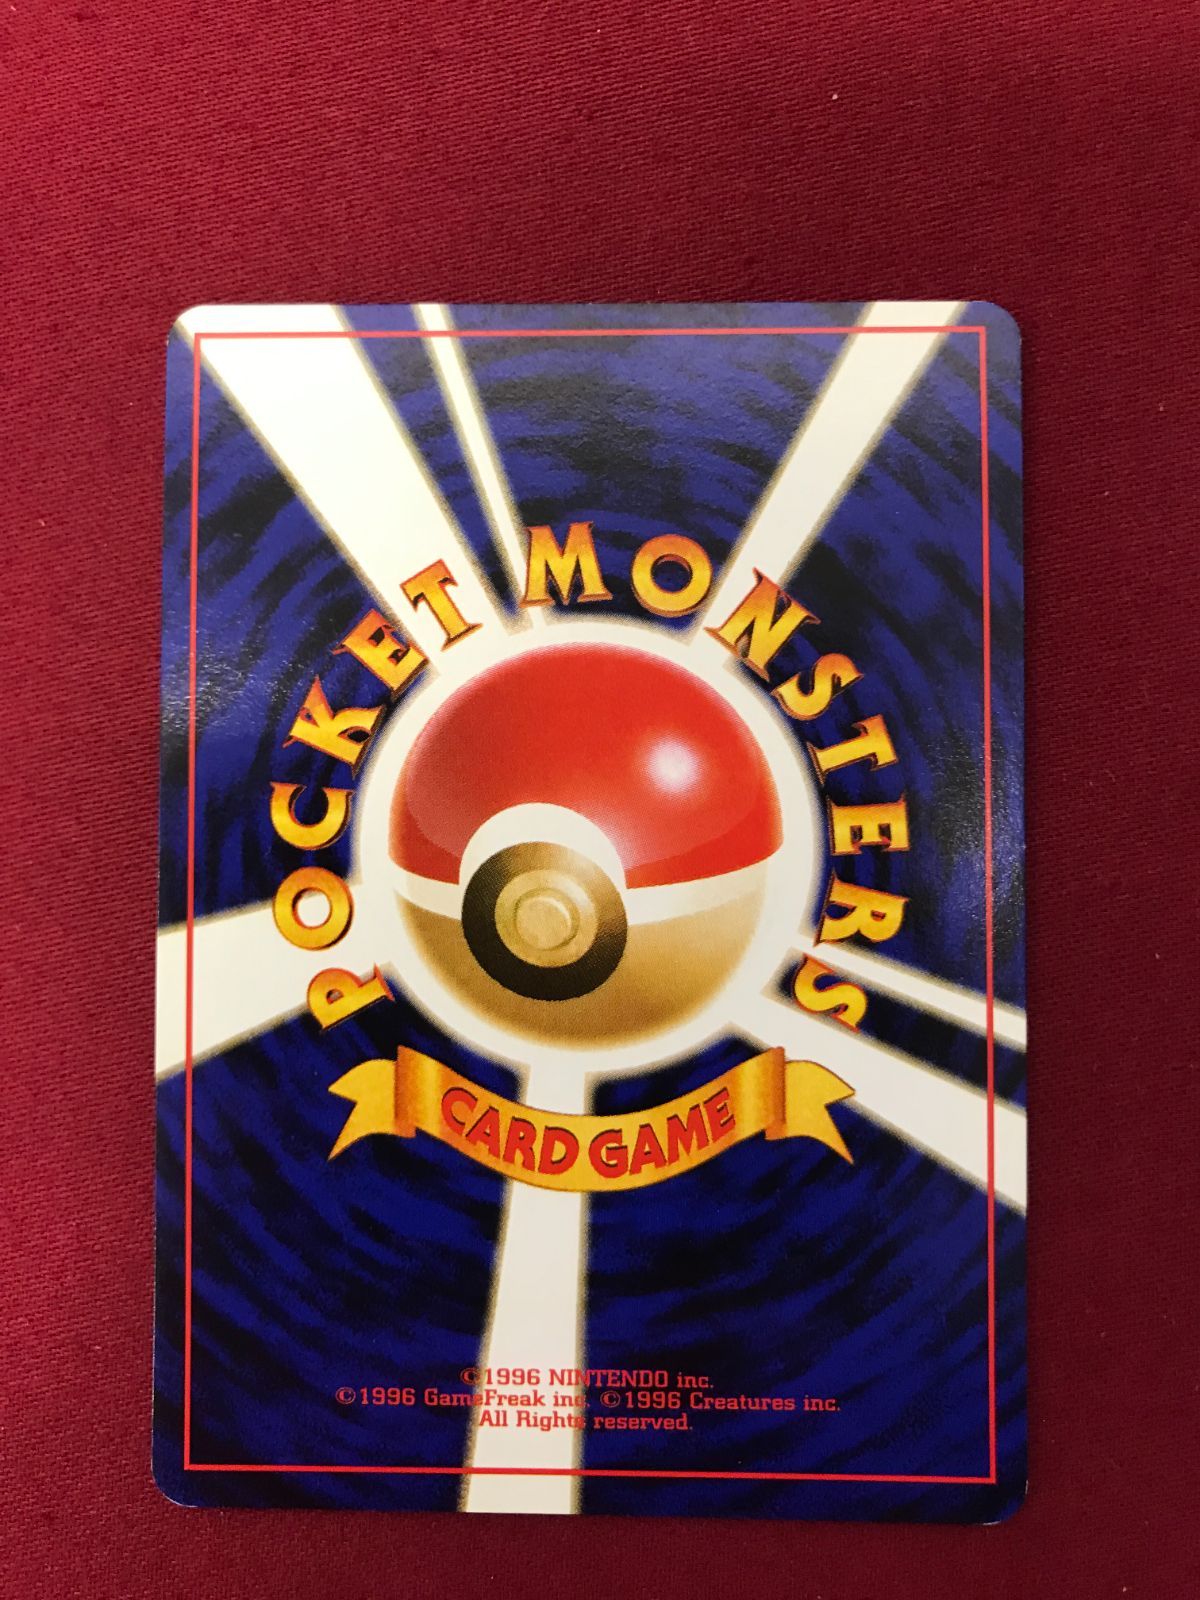 POCKET MONSTERS
CARD GAME
©1996 NINTENDO inc.
©1996 GameFreak inc. ©1996 Creatures inc.
All Rights reserved.